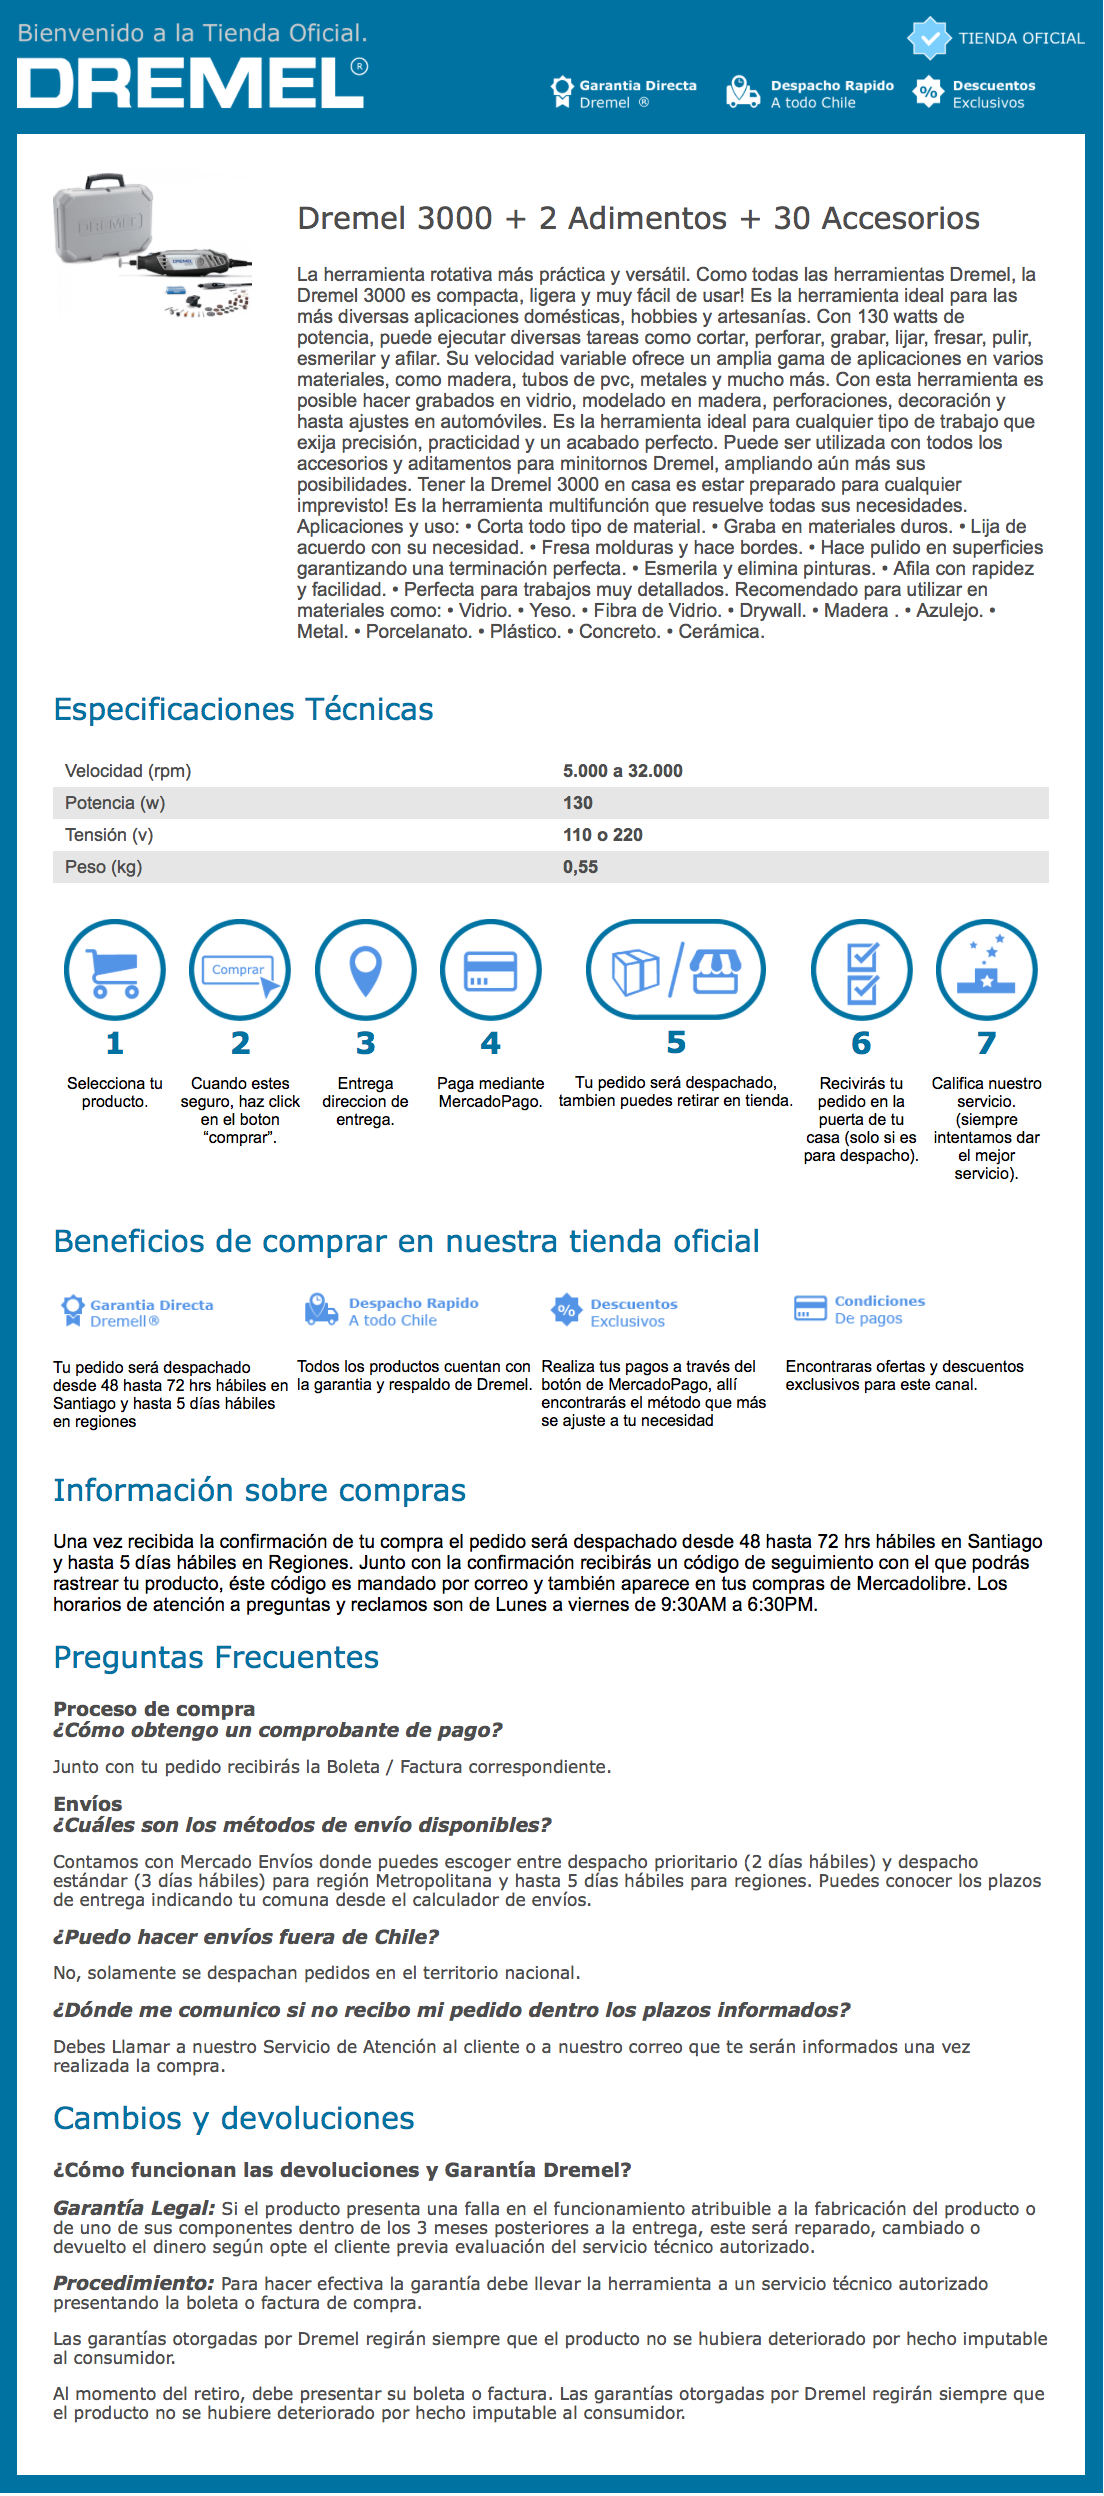 Bienvenido a la Tienda Oficial.
DREMEL®
TIENDA OFICIAL
Garantia Directa
Dremel ®
Despacho Rapido
A todo Chile
%
Descuentos
Exclusivos
DREMEL
DREMEL
Dremel 3000 + 2 Adimentos + 30 Accesorios
La herramienta rotativa más práctica y versátil. Como todas las herramientas Dremel, la
Dremel 3000 es compacta, ligera y muy fácil de usar! Es la herramienta ideal para las
más diversas aplicaciones domésticas, hobbies y artesanías. Con 130 watts de
potencia, puede ejecutar diversas tareas como cortar, perforar, grabar, lijar, fresar, pulir,
esmerilar y afilar. Su velocidad variable ofrece un amplia gama de aplicaciones en varios
materiales, como madera, tubos de pvc, metales y mucho más. Con esta herramienta es
posible hacer grabados en vidrio, modelado en madera, perforaciones, decoración y
hasta ajustes en automóviles. Es la herramienta ideal para cualquier tipo de trabajo que
exija precisión, practicidad y un acabado perfecto. Puede ser utilizada con todos los
accesorios y aditamentos para minitornos Dremel, ampliando aún más sus
posibilidades. Tener la Dremel 3000 en casa es estar preparado para cualquier
imprevisto! Es la herramienta multifunción que resuelve todas sus necesidades.
Aplicaciones y uso: • Corta todo tipo de material. • Graba en materiales duros. • Lija de
acuerdo con su necesidad. • Fresa molduras y hace bordes. • Hace pulido en superficies
garantizando una terminación perfecta. • Esmerila y elimina pinturas. • Afila con rapidez
y facilidad. • Perfecta para trabajos muy detallados. Recomendado para utilizar en
materiales como: • Vidrio. • Yeso. • Fibra de Vidrio. • Drywall. • Madera . • Azulejo. •
Metal. • Porcelanato. • Plástico. • Concreto. • Cerámica.
Especificaciones Técnicas
Velocidad (rpm) 5.000 a 32.000
Potencia (w) 130
Tensión (v) 110 o 220
Peso (kg) 0,55
Comprar
1
Selecciona tu
producto.
2
Cuando estes
seguro, haz click
en el boton
“comprar”.
3
Entrega
direccion de
entrega.
4
Paga mediante
MercadoPago.
5
Tu pedido será despachado,
tambien puedes retirar en tienda.
6
Recivirás tu
pedido en la
puerta de tu
casa (solo si es
para despacho).
7
Califica nuestro
servicio.
(siempre
intentamos dar
el mejor
servicio).
Beneficios de comprar en nuestra tienda oficial
Garantia Directa
Dremell®
Tu pedido será despachado
desde 48 hasta 72 hrs hábiles en
Santiago y hasta 5 días hábiles
en regiones
Despacho Rapido
A todo Chile
Todos los productos cuentan con
la garantia y respaldo de Dremel.
%
Descuentos
Exclusivos
Realiza tus pagos a través del
botón de MercadoPago, allí
encontrarás el método que más
se ajuste a tu necesidad
Condiciones
De pagos
Encontraras ofertas y descuentos
exclusivos para este canal.
Información sobre compras
Una vez recibida la confirmación de tu compra el pedido será despachado desde 48 hasta 72 hrs hábiles en Santiago
y hasta 5 días hábiles en Regiones. Junto con la confirmación recibirás un código de seguimiento con el que podrás
rastrear tu producto, éste código es mandado por correo y también aparece en tus compras de Mercadolibre. Los
horarios de atención a preguntas y reclamos son de Lunes a viernes de 9:30AM a 6:30PM.
Preguntas Frecuentes
Proceso de compra
¿Cómo obtengo un comprobante de pago?
Junto con tu pedido recibirás la Boleta / Factura correspondiente.
Envíos
¿Cuáles son los métodos de envío disponibles?
Contamos con Mercado Envíos donde puedes escoger entre despacho prioritario (2 días hábiles) y despacho
estándar (3 días hábiles) para región Metropolitana y hasta 5 días hábiles para regiones. Puedes conocer los plazos
de entrega indicando tu comuna desde el calculador de envíos.
¿Puedo hacer envíos fuera de Chile?
No, solamente se despachan pedidos en el territorio nacional.
¿Dónde me comunico si no recibo mi pedido dentro los plazos informados?
Debes Llamar a nuestro Servicio de Atención al cliente o a nuestro correo que te serán informados una vez
realizada la compra.
Cambios y devoluciones
¿Cómo funcionan las devoluciones y Garantía Dremel?
Garantía Legal: Si el producto presenta una falla en el funcionamiento atribuible a la fabricación del producto o
de uno de sus componentes dentro de los 3 meses posteriores a la entrega, este será reparado, cambiado o
devuelto el dinero según opte el cliente previa evaluación del servicio técnico autorizado.
Procedimiento: Para hacer efectiva la garantía debe llevar la herramienta a un servicio técnico autorizado
presentando la boleta o factura de compra.
Las garantías otorgadas por Dremel regirán siempre que el producto no se hubiera deteriorado por hecho imputable
al consumidor.
Al momento del retiro, debe presentar su boleta o factura. Las garantías otorgadas por Dremel regirán siempre que
el producto no se hubiere deteriorado por hecho imputable al consumidor.